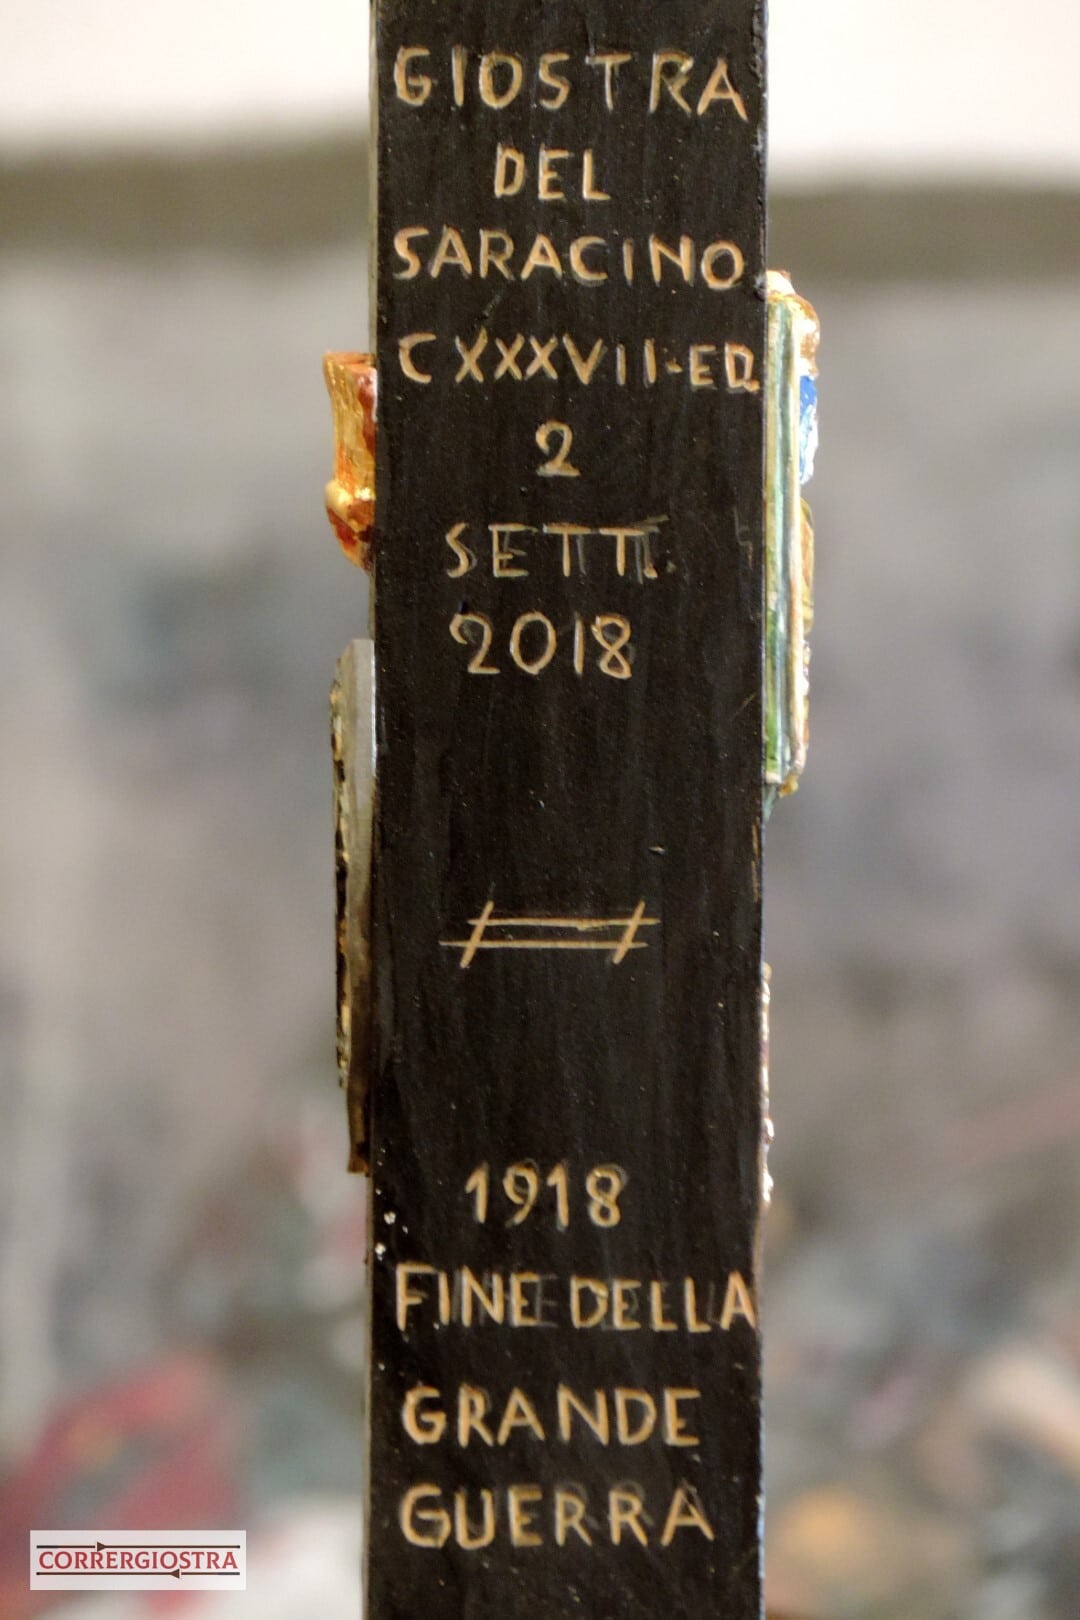 GIOSTRA
DEL
SARACINO
CXXXVII-ED.
2
SETT.
2018
1918
FINE DELLA
GRANDE
GUERRA
CORRERGIOSTRA